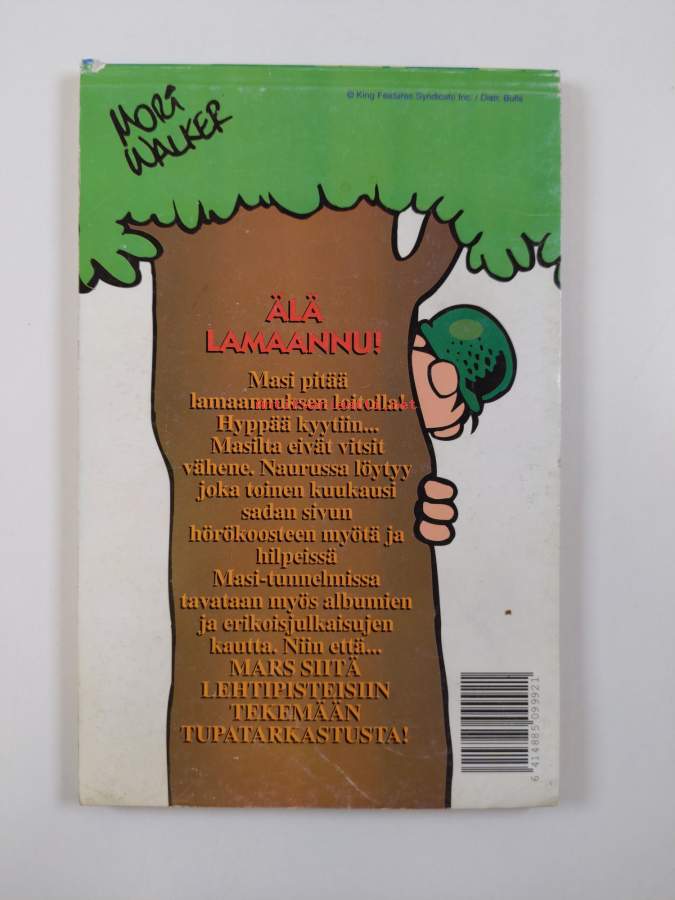 MORT
WALKER
© King Features Syndicate Inc. / Distr. Bulls
ÄLÄ
LAMAANNU!
Masi pitää
lamaannuksen loitolla!
Hyppää kyytiin...
Masilta eivät vitsit
vähene. Naurussa löytyy
joka toinen kuukausi
sadan sivun
hörökoosteen myötä ja
hilpeissä
Masi-tunnelmissa
tavataan myös albumien
ja erikoisjulkaisujen
kautta. Niin että...
MARS SIITÄ
LEHTIPISTEISIIN
TEKEMÄÄN
TUPATARKASTUSTA!
6 414885 099921